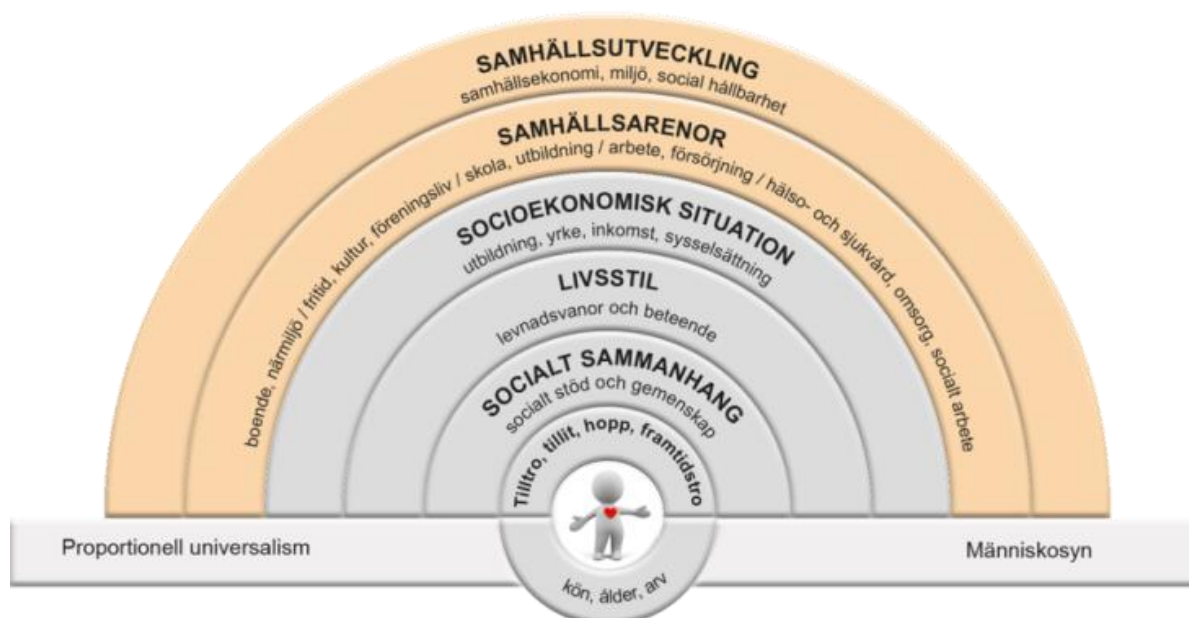 SAMHÄLLSUTVECKLING
samhällsekonomi, miljö, social hållbarhet
SAMHÄLLSARENOR
boende, närmiljö / fritid, kultur, föreningsliv / skola, utbildning / arbete, försörjning / hälso- och sjukvård, omsorg, socialt arbete
SOCIOEKONOMISK SITUATION
utbildning, yrke, inkomst, sysselsättning
LIVSSTIL
levnadsvanor och beteende
SOCIALT SAMMANHANG
socialt stöd och gemenskap
Tilltro, tillit, hopp, framtidstro
Proportionell universalism
Människosyn
kön, ålder, arv